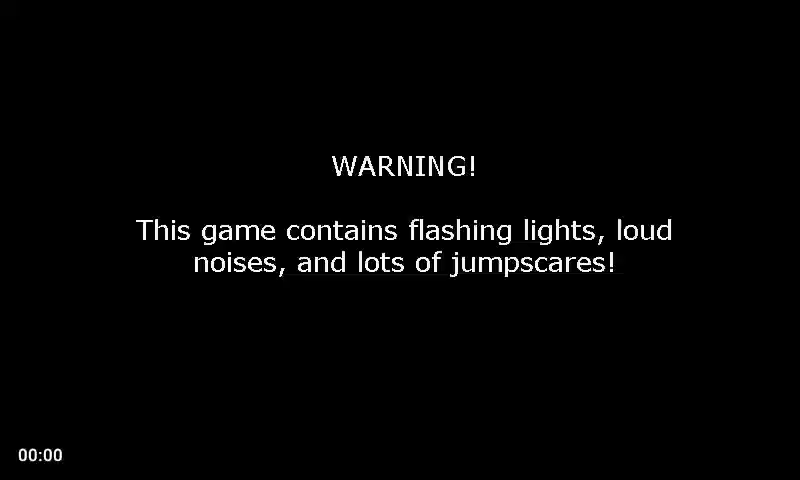 WARNING!
This game contains flashing lights, loud
noises, and lots of jumpscares!
00:00